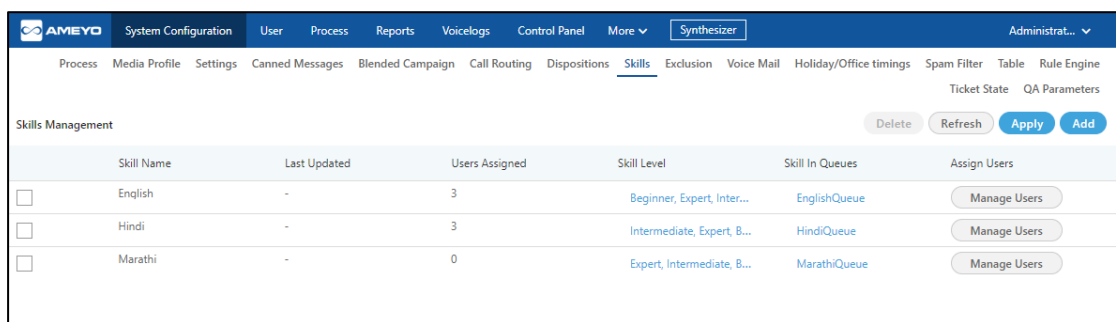 AMEYO System Configuration User Process Reports Voicelogs Control Panel More Synthesizer Administrat...
Process Media Profile Settings Canned Messages Blended Campaign Call Routing Dispositions Skills Exclusion Voice Mail Holiday/Office timings Spam Filter Table Rule Engine
Ticket State QA Parameters
Skills Management Delete Refresh Apply Add
Skill Name Last Updated Users Assigned Skill Level Skill In Queues Assign Users
English - 3 Beginner, Expert, Inter... EnglishQueue Manage Users
Hindi - 3 Intermediate, Expert, B... HindiQueue Manage Users
Marathi - 0 Expert, Intermediate, B... MarathiQueue Manage Users